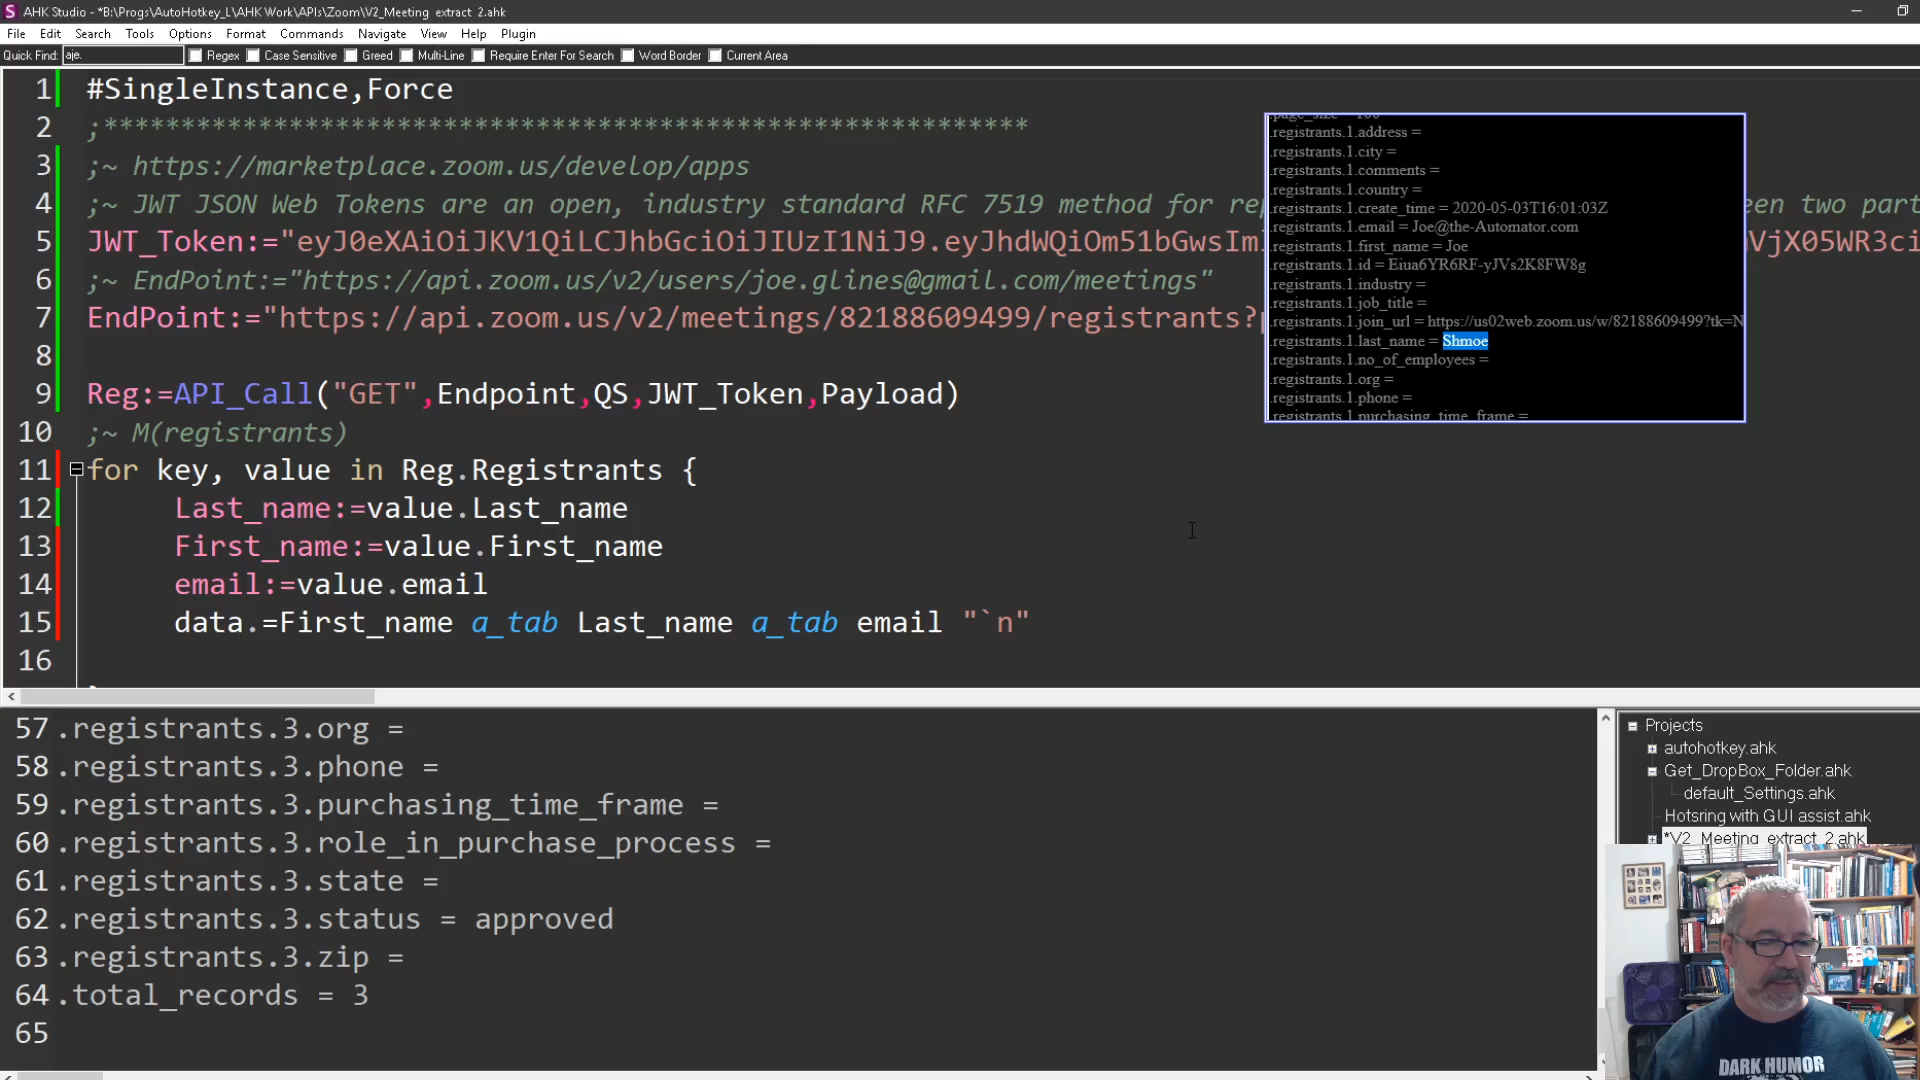 AHK Studio - *B:\Progs\AutoHotkey_L\AHK Work\APIs\Zoom\V2_Meeting extract 2.ahk
File Edit Search Tools Options Format Commands Navigate View Help Plugin
Quick Find: aje. Regex Case Sensitive Greed Multi-Line Require Enter For Search Word Border Current Area
1 #SingleInstance,Force
2 ;*************************************************************
3 ;~ https://marketplace.zoom.us/develop/apps
4 ;~ JWT JSON Web Tokens are an open, industry standard RFC 7519 method for
5 JWT_Token:=
6 ;~ EndPoint:="https://api.zoom.us/v2/users/joe.glines@gmail.com/meetings"
7 EndPoint:="https://api.zoom.us/v2/meetings/82188609499/registrants?
8
9 Reg:=API_Call("GET",Endpoint,QS,JWT_Token,Payload)
10 ;~ M(registrants)
11 for key, value in Reg.Registrants {
12 Last_name:=value.Last_name
13 First_name:=value.First_name
14 email:=value.email
15 data.=First_name a_tab Last_name a_tab email "`n"
16
.registrants.1.address =
.registrants.1.city =
.registrants.1.comments =
.registrants.1.country =
.registrants.1.create_time = 2020-05-03T16:01:03Z
.registrants.1.email = Joe@the-Automator.com
.registrants.1.first_name = Joe
.registrants.1.id = Eiua6YR6RF-yJVs2K8FW8g
.registrants.1.industry =
.registrants.1.job_title =
.registrants.1.join_url = https://us02web.zoom.us/w/82188609499?tk=N
.registrants.1.last_name = Shmoe
.registrants.1.no_of_employees =
.registrants.1.org =
.registrants.1.phone =
.registrants.1.purchasing_time_frame =
57 .registrants.3.org =
58 .registrants.3.phone =
59 .registrants.3.purchasing_time_frame =
60 .registrants.3.role_in_purchase_process =
61 .registrants.3.state =
62 .registrants.3.status = approved
63 .registrants.3.zip =
64 .total_records = 3
65
Projects
autohotkey.ahk
Get_DropBox_Folder.ahk
default_Settings.ahk
Hotsring with GUI assist.ahk
*V2_Meeting extract 2.ahk
DARK HUMOR